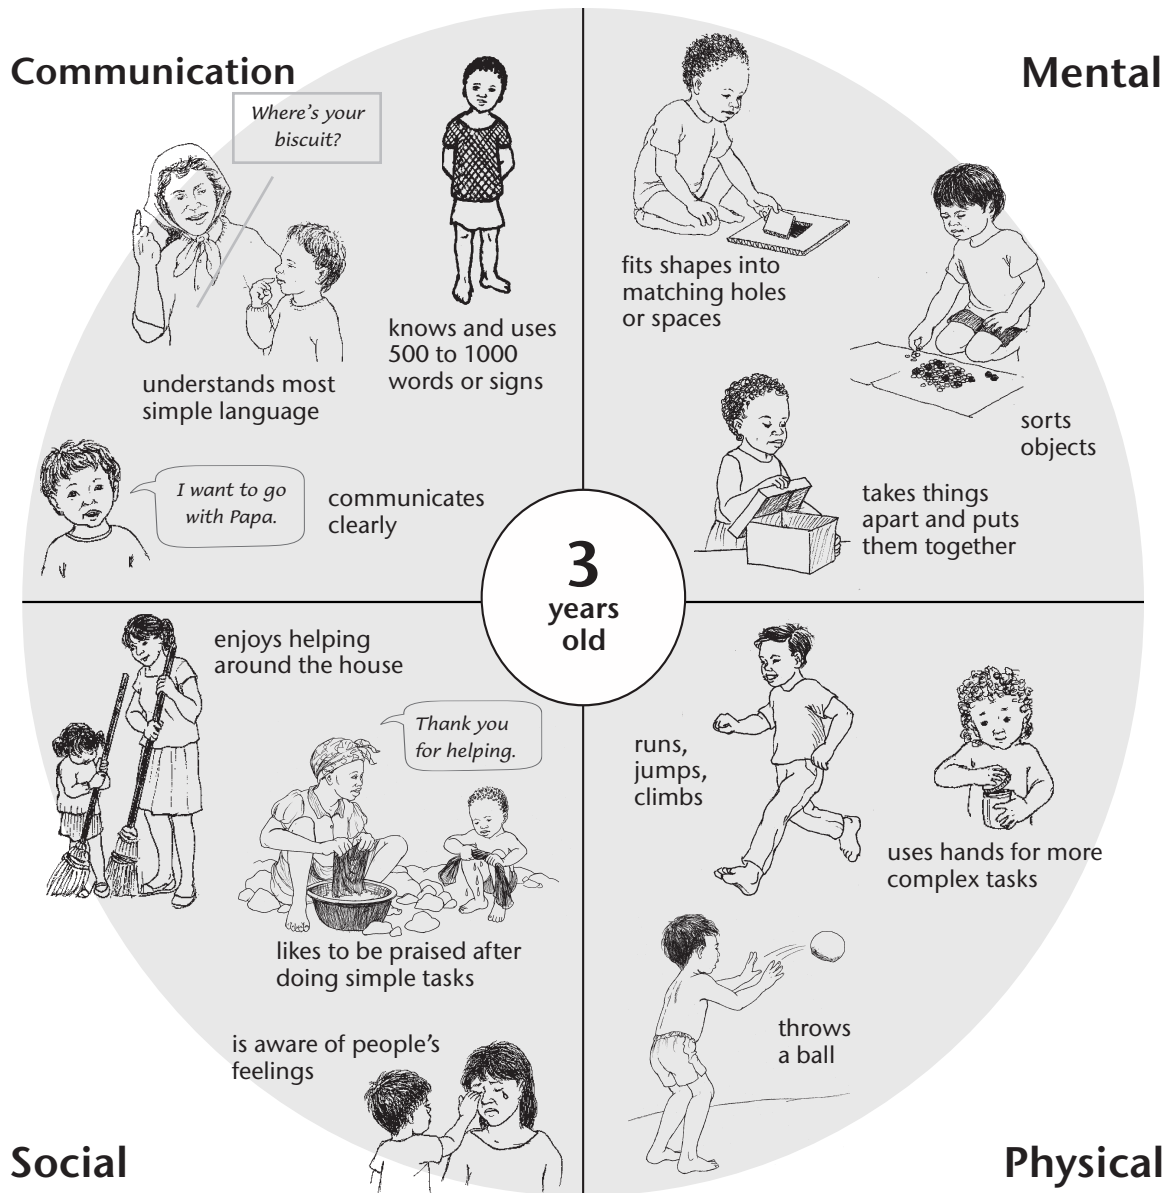 Communication
Where's your
biscuit?
understands most
simple language
knows and uses
500 to 1000
words or signs
I want to go
with Papa.
communicates
clearly
Mental
fits shapes into
matching holes
or spaces
sorts
objects
takes things
apart and puts
them together
3
years
old
enjoys helping
around the house
Thank you
for helping.
likes to be praised after
doing simple tasks
is aware of people's
feelings
Social
runs,
jumps,
climbs
uses hands for more
complex tasks
throws
a ball
Physical